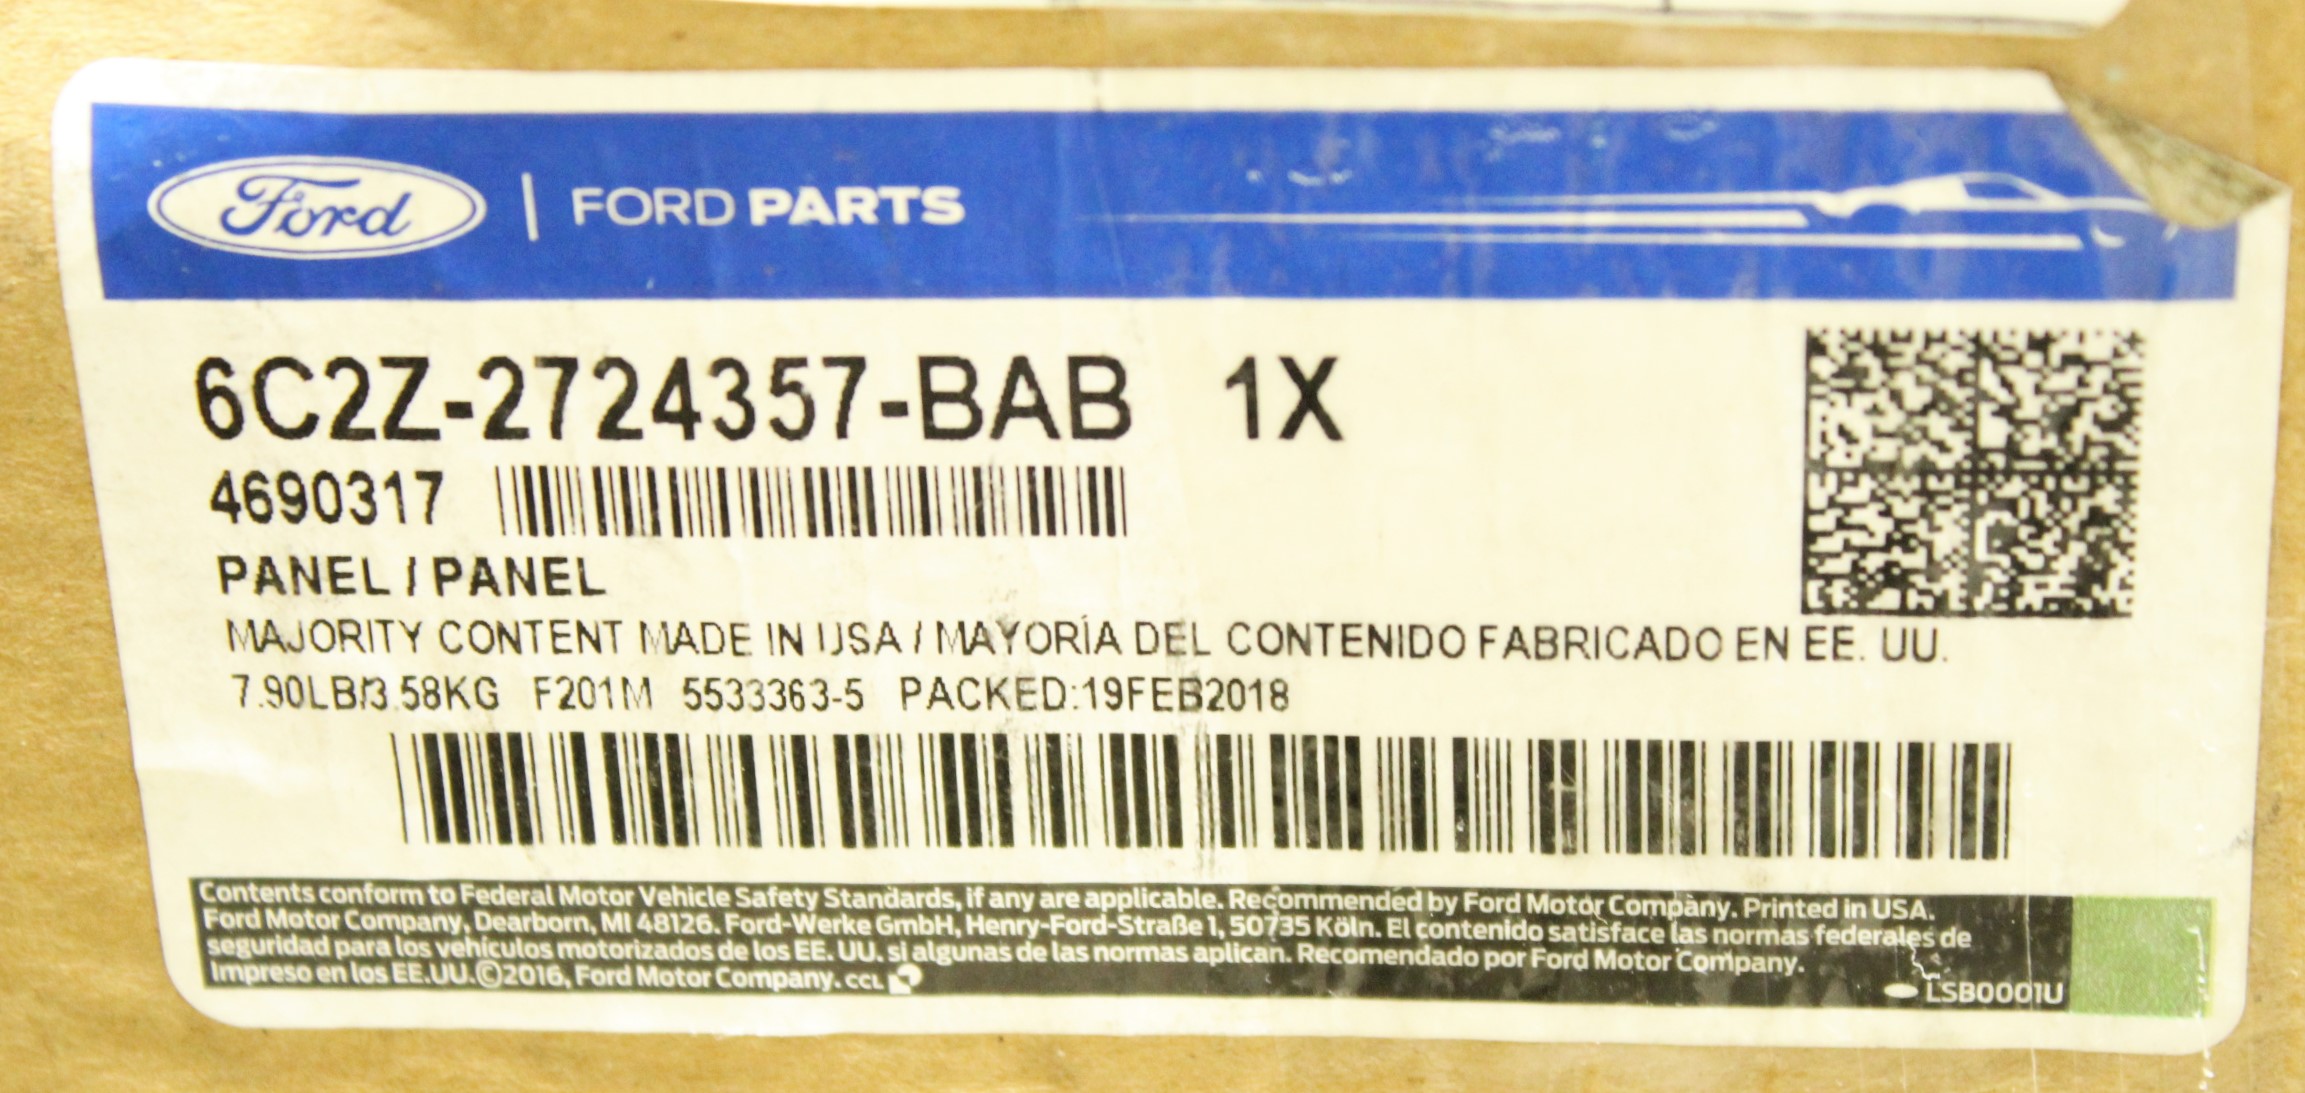 Ford | FORD PARTS
6C2Z-2724357-BAB 1X
4690317
PANEL / PANEL
MAJORITY CONTENT MADE IN USA / MAYORÍA DEL CONTENIDO FABRICADO EN EE. UU.
7.90LB/3.58KG F201M 5533363-5 PACKED:19FEB2018
Contents conform to Federal Motor Vehicle Safety Standards, if any are applicable. Recommended by Ford Motor Company. Printed in USA.
Ford Motor Company, Dearborn, MI 48126. Ford-Werke GmbH, Henry-Ford-Straße 1, 50735 Köln. El contenido satisface las normas federales de
seguridad para los vehículos motorizados de los EE. UU. si algunas de las normas aplican. Recomendado por Ford Motor Company.
Impreso en los EE.UU.©2016, Ford Motor Company. CCL
LSB0001U